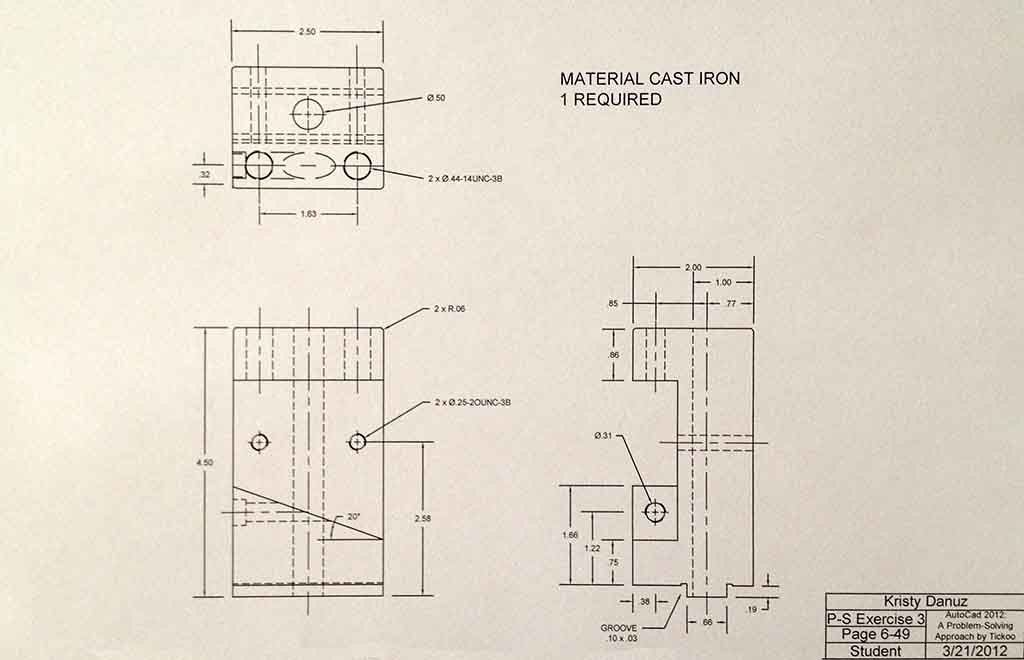 2.50
MATERIAL CAST IRON
1 REQUIRED
Ø.50
.32
2 x Ø.44-14UNC-3B
1.63
2.00
1.00
.85
.77
2 x R.06
.86
2 x Ø.25-20UNC-3B
Ø.31
4.50
20°
2.58
1.66
1.22
.75
.38
.19
.66
GROOVE
.10 x .03
Kristy Danuz
P-S Exercise 3
AutoCad 2012:
A Problem-Solving
Approach by Tickoo
Page 6-49
Student
3/21/2012